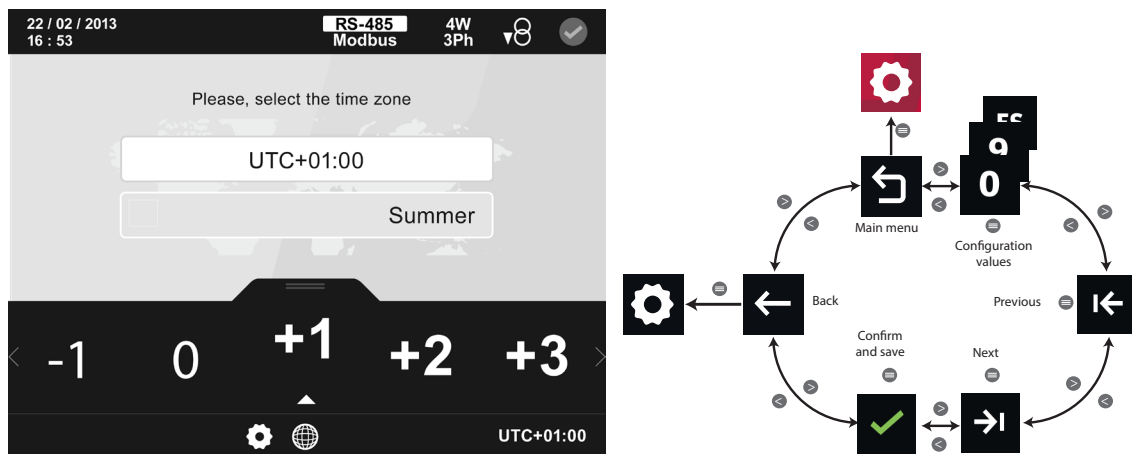 22 / 02 / 2013
16 : 53
RS-485
Modbus
4W
3Ph
Please, select the time zone
UTC+01:00
Summer
-1 0 +1 +2 +3
UTC+01:00
ES
9
0
Main menu
Configuration
values
Back
Previous
Confirm
and save
Next